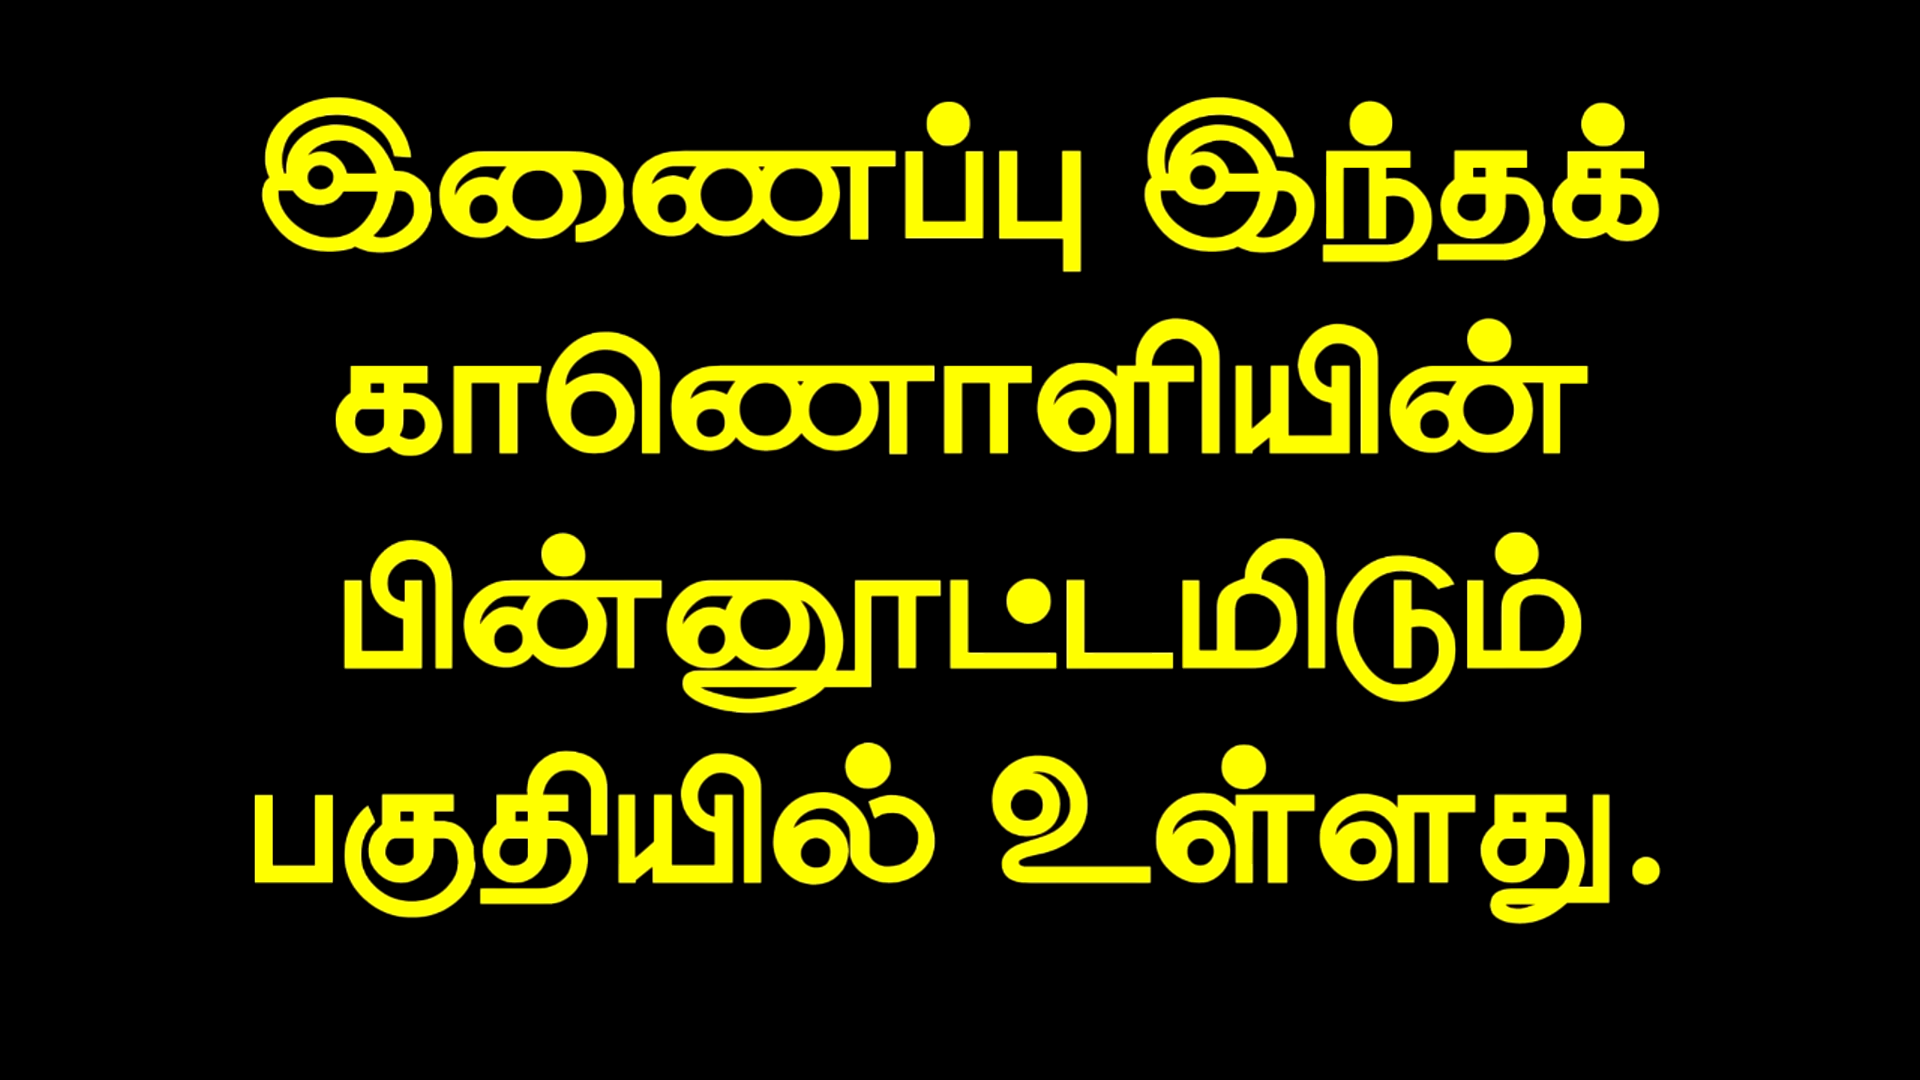 இணைப்பு இந்தக்
காணொளியின்
பின்னூட்டமிடும்
பகுதியில் உள்ளது.